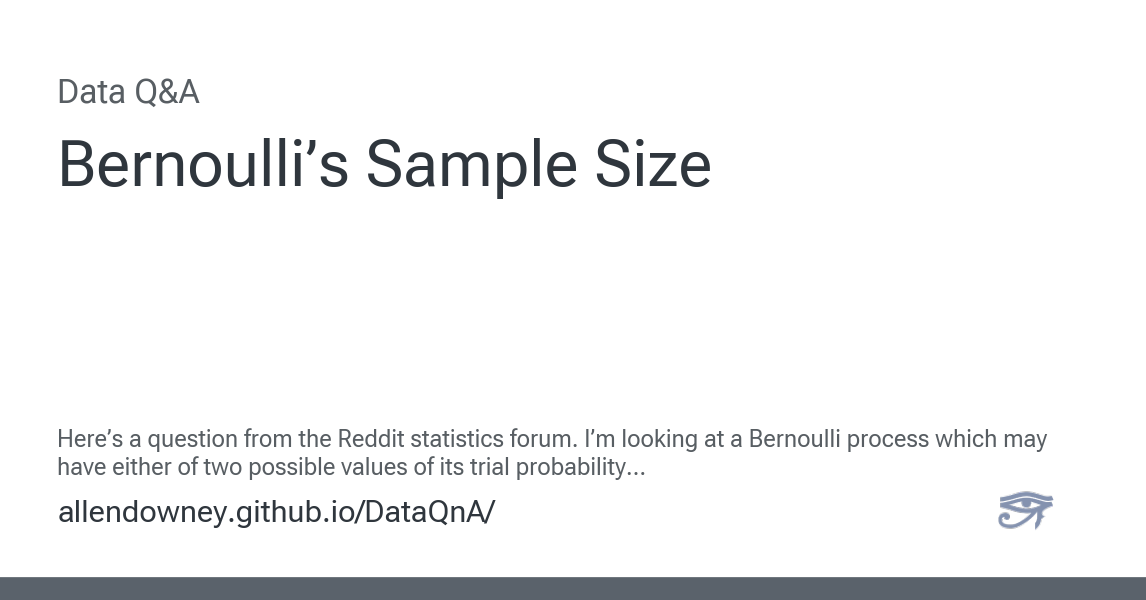 Data Q&A
Bernoulli’s Sample Size
Here’s a question from the Reddit statistics forum. I’m looking at a Bernoulli process which may
have either of two possible values of its trial probability...
allendowney.github.io/DataQnA/